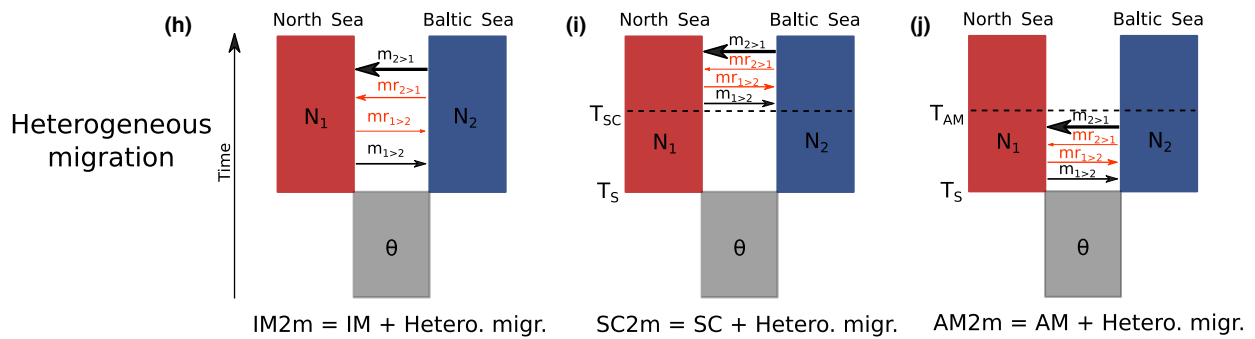 (h) North Sea Baltic Sea
m2>1
mr2>1
mr1>2
m1>2
N1 N2
θ
IM2m = IM + Hetero. migr.
(i) North Sea Baltic Sea
m2>1
mr2>1
mr1>2
m1>2
TSC
N1 N2
TS
θ
SC2m = SC + Hetero. migr.
(j) North Sea Baltic Sea
TAM
m2>1
mr2>1
mr1>2
m1>2
N1 N2
TS
θ
AM2m = AM + Hetero. migr.
Heterogeneous
migration
Time